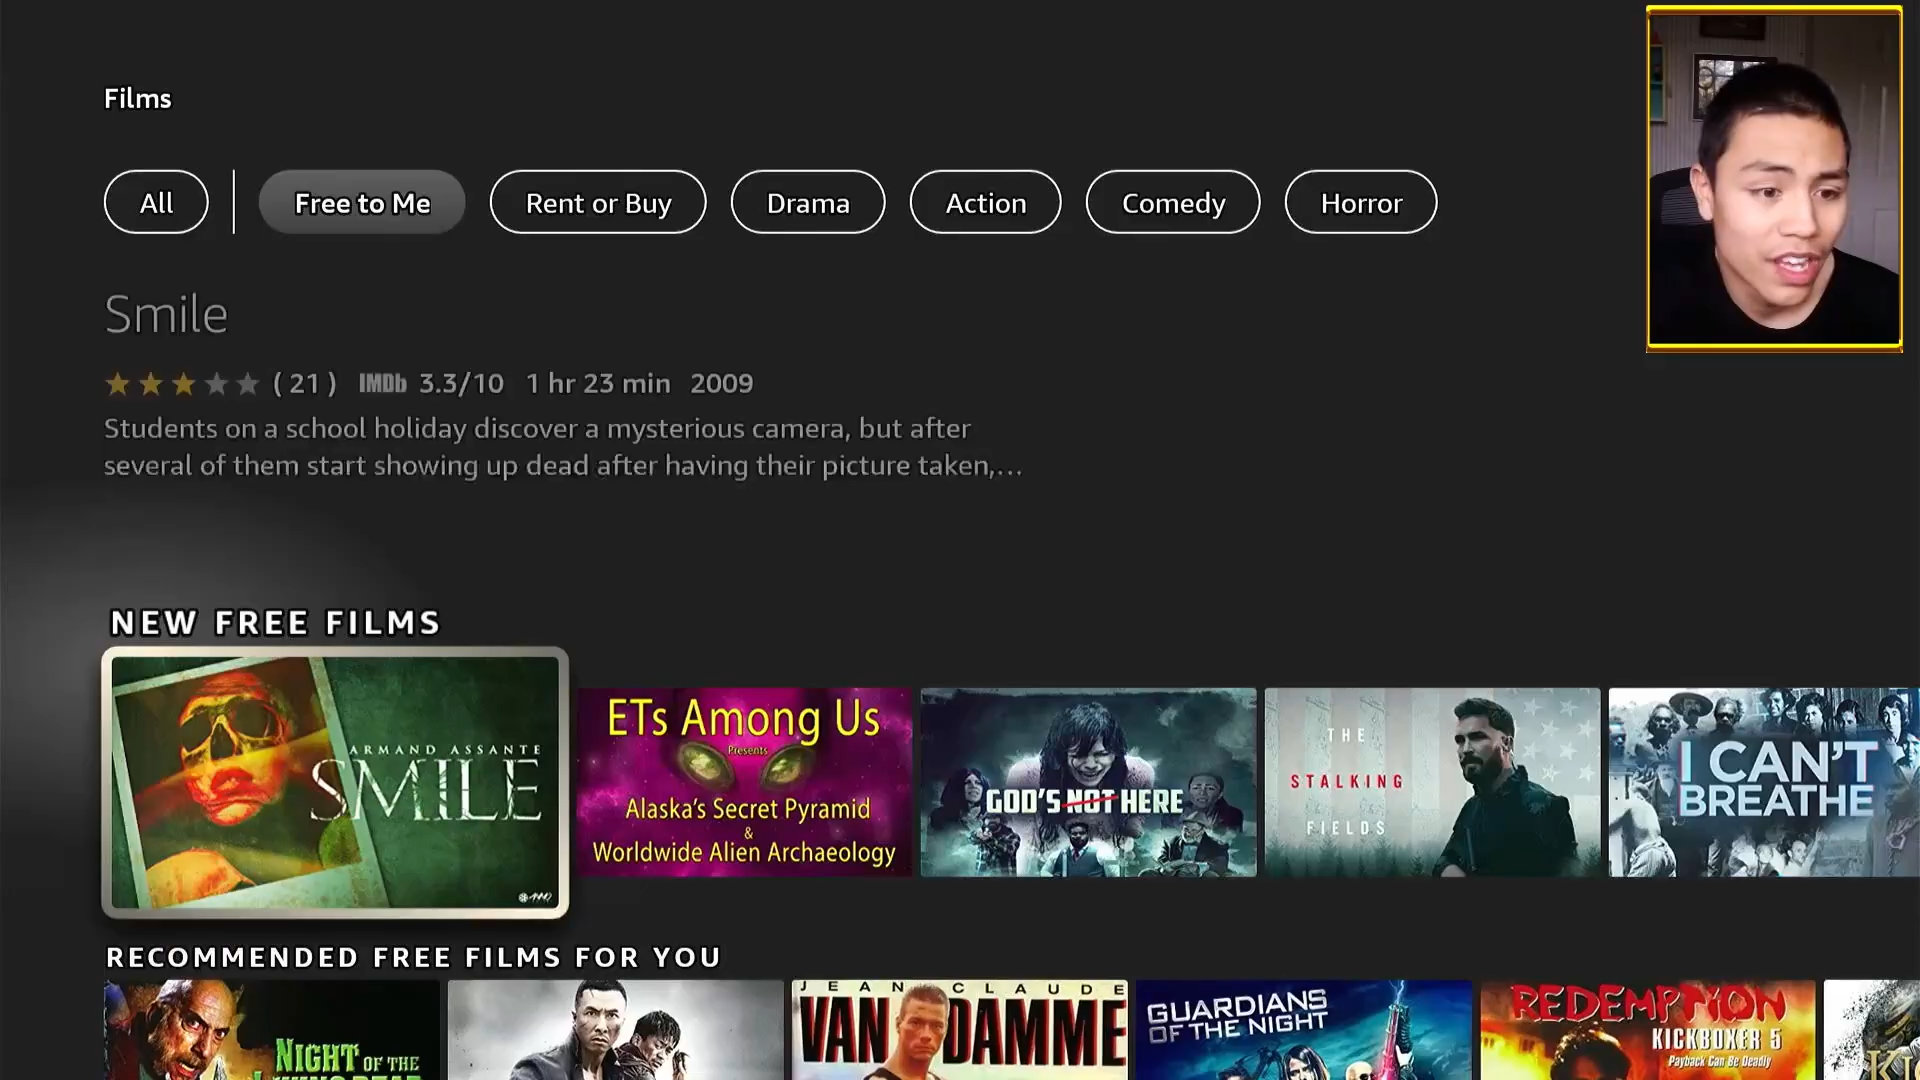 Films
All
Free to Me
Rent or Buy
Drama
Action
Comedy
Horror
Smile
( 21 ) IMDb 3.3/10 1 hr 23 min 2009
Students on a school holiday discover a mysterious camera, but after
several of them start showing up dead after having their picture taken,...
NEW FREE FILMS
ARMAND ASSANTE
SMILE
ETs Among Us
Presents
Alaska's Secret Pyramid
&
Worldwide Alien Archaeology
GOD'S NOT HERE
THE
STALKING
FIELDS
I CAN'T
BREATHE
RECOMMENDED FREE FILMS FOR YOU
NIGHT OF THE
JEAN CLAUDE
VAN DAMME
GUARDIANS
OF THE NIGHT
REDEMPTION
KICKBOXER 5
Payback Can Be Deadly